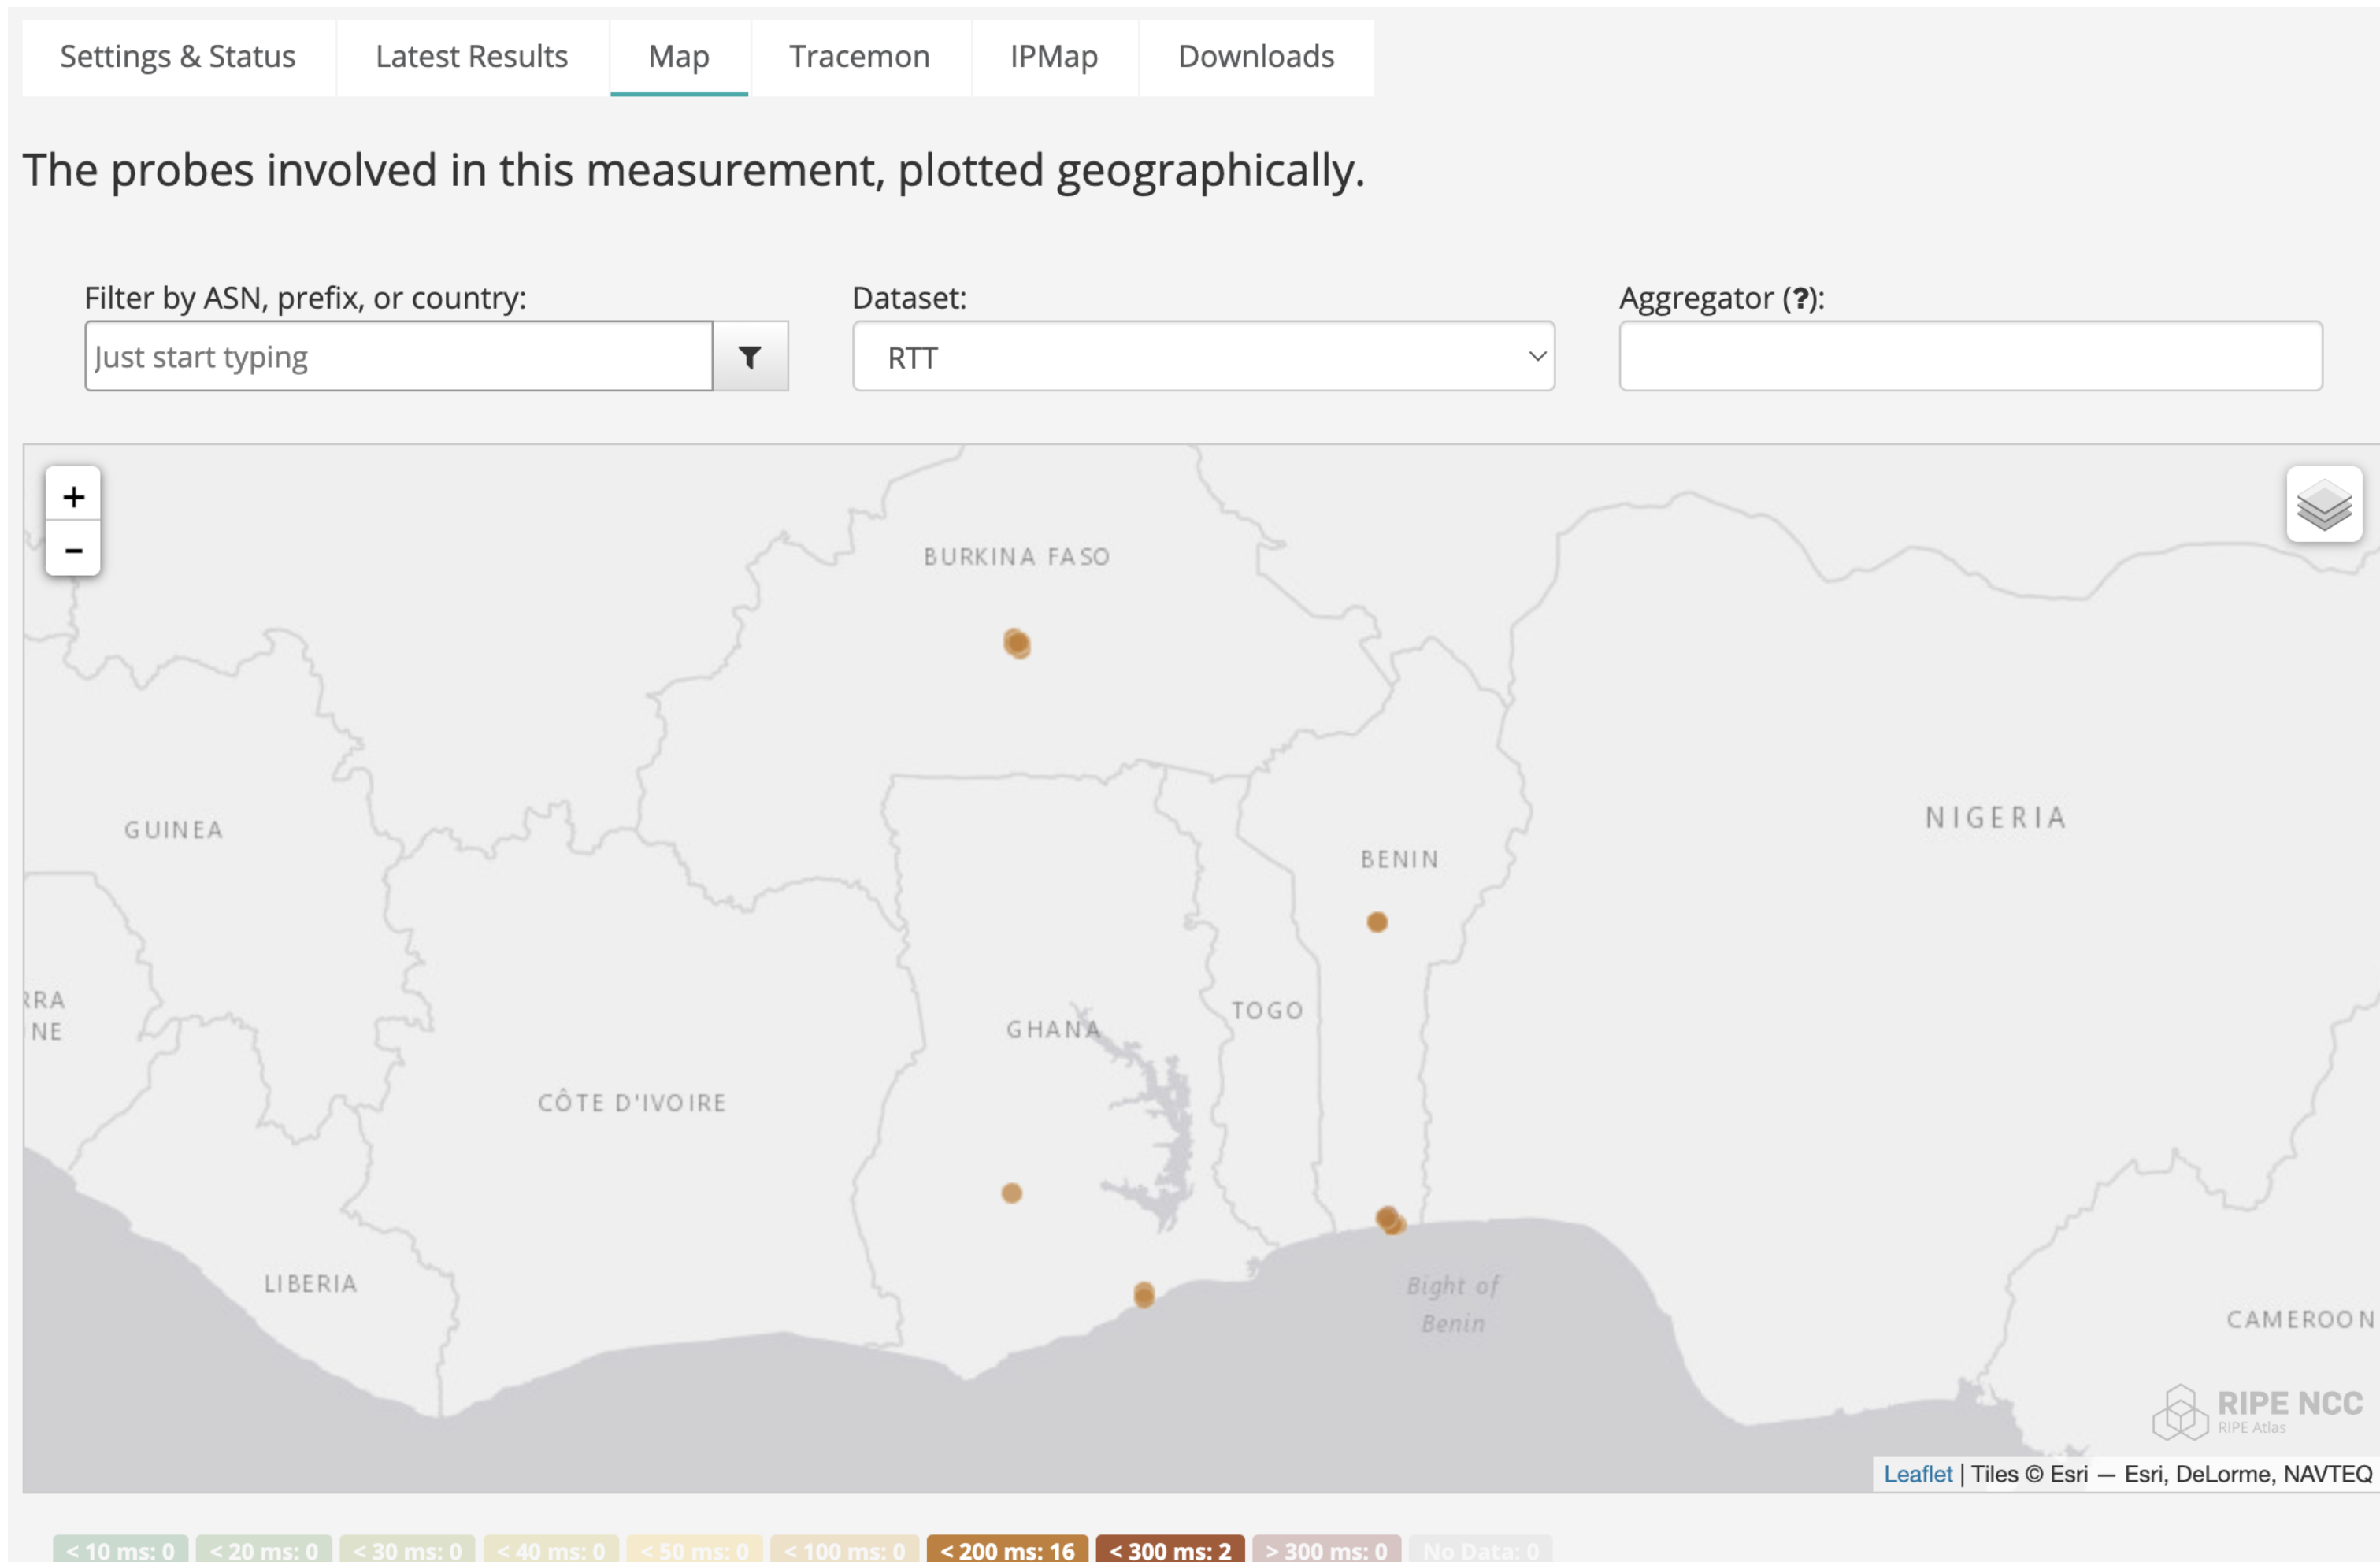 Settings & Status Latest Results Map Tracemon IPMap Downloads
The probes involved in this measurement, plotted geographically.
Filter by ASN, prefix, or country: Dataset: Aggregator (?):
Just start typing RTT
+
−
BURKINA FASO
NIGERIA
GUINEA
BENIN
RRA
NE
TOGO
GHANA
CÔTE D'IVOIRE
LIBERIA
Bight of
Benin
CAMEROON
RIPE NCC
RIPE Atlas
Leaflet | Tiles © Esri — Esri, DeLorme, NAVTEQ
< 10 ms: 0 < 20 ms: 0 < 30 ms: 0 < 40 ms: 0 < 50 ms: 0 < 100 ms: 0 < 200 ms: 16 < 300 ms: 2 > 300 ms: 0 No Data: 0